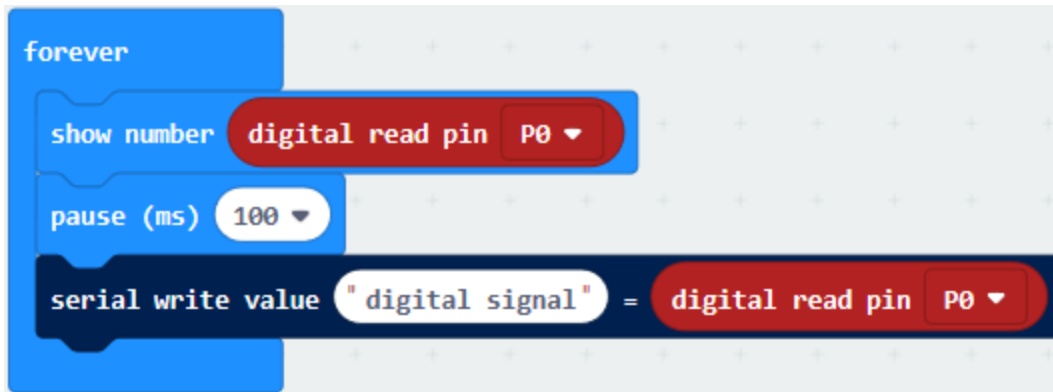 forever
show number digital read pin P0
pause (ms) 100
serial write value "digital signal" = digital read pin P0